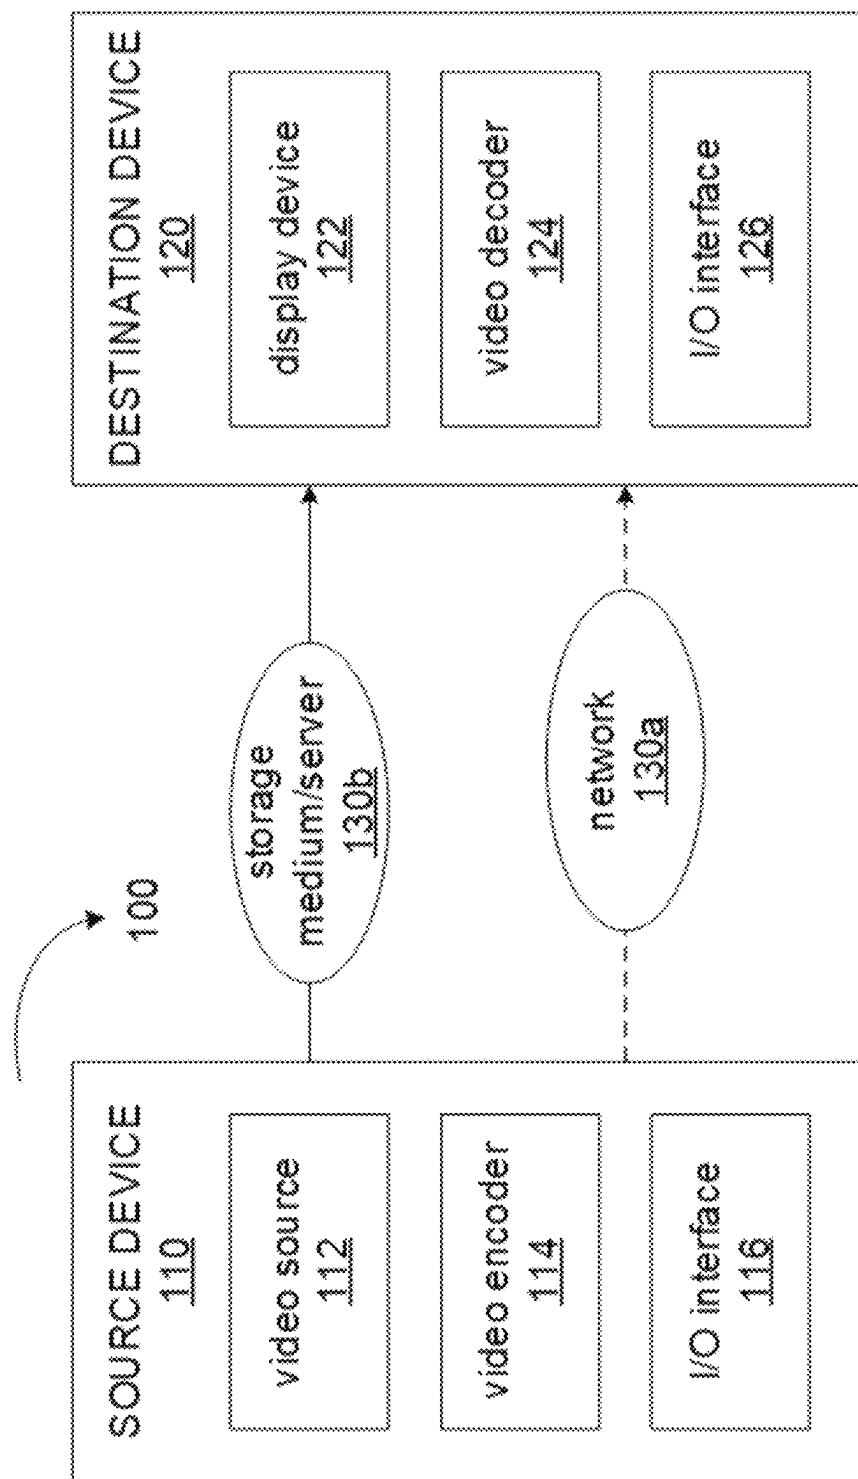 100
SOURCE DEVICE
110
video source
112
video encoder
114
I/O interface
116
storage
medium/server
130b
network
130a
DESTINATION DEVICE
120
display device
122
video decoder
124
I/O interface
126